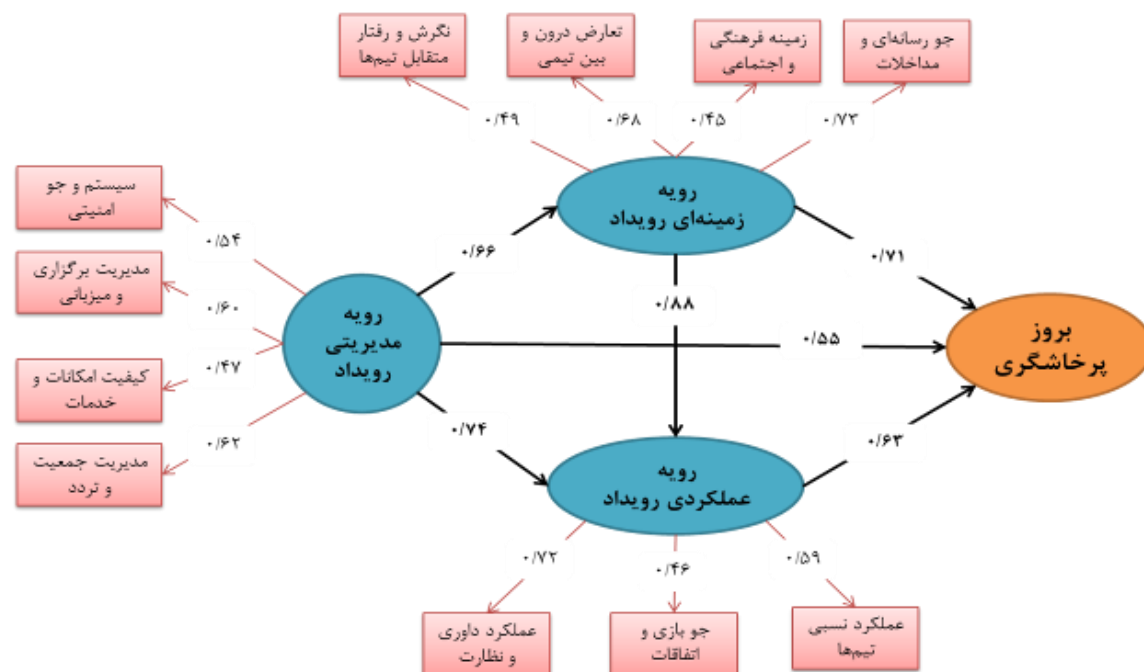 جو رسانه‌ای و
مداخلات
زمینه فرهنگی
و اجتماعی
تعارض درون و
بین تیمی
نگرش و رفتار
متقابل تیم‌ها
۰/۷۳
۰/۴۵
۰/۶۸
۰/۴۹
رویه
زمینه‌ای رویداد
سیستم و جو
امنیتی
۰/۵۴
۰/۶۶
۰/۷۱
مدیریت برگزاری
و میزبانی
۰/۶۰
۰/۸۸
رویه
مدیریتی
رویداد
۰/۵۵
بروز
پرخاشگری
کیفیت امکانات و
خدمات
۰/۴۷
۰/۷۴
۰/۶۳
مدیریت جمعیت
و تردد
۰/۶۲
رویه
عملکردی رویداد
۰/۵۹
۰/۴۶
۰/۷۲
عملکرد نسبی
تیم‌ها
جو بازی و
اتفاقات
عملکرد داوری
و نظارت